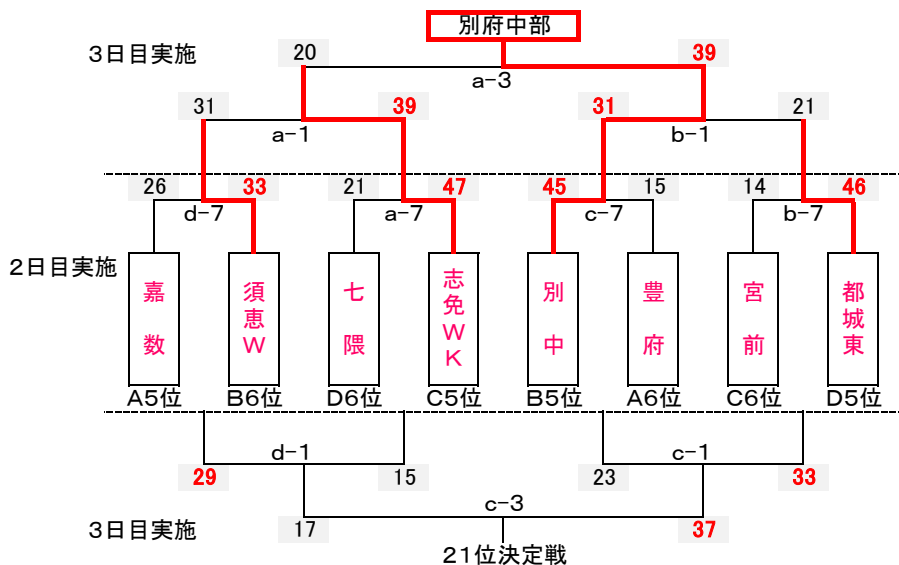 別府中部
3日目実施
20
39
a-3
31
39
31
21
a-1
b-1
26
33
21
47
45
15
14
46
d-7
a-7
c-7
b-7
2日目実施
嘉数
須恵W
七隈
志免WK
別中
豊府
宮前
都城東
A5位
B6位
D6位
C5位
B5位
A6位
C6位
D5位
d-1
c-1
29
15
23
33
c-3
3日目実施
17
37
21位決定戦